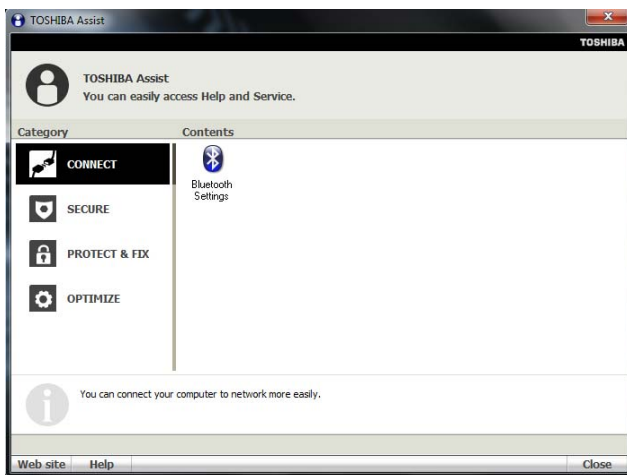 TOSHIBA Assist
TOSHIBA
TOSHIBA Assist
You can easily access Help and Service.
Category
Contents
CONNECT
Bluetooth
Settings
SECURE
PROTECT & FIX
OPTIMIZE
You can connect your computer to network more easily.
Web site Help Close